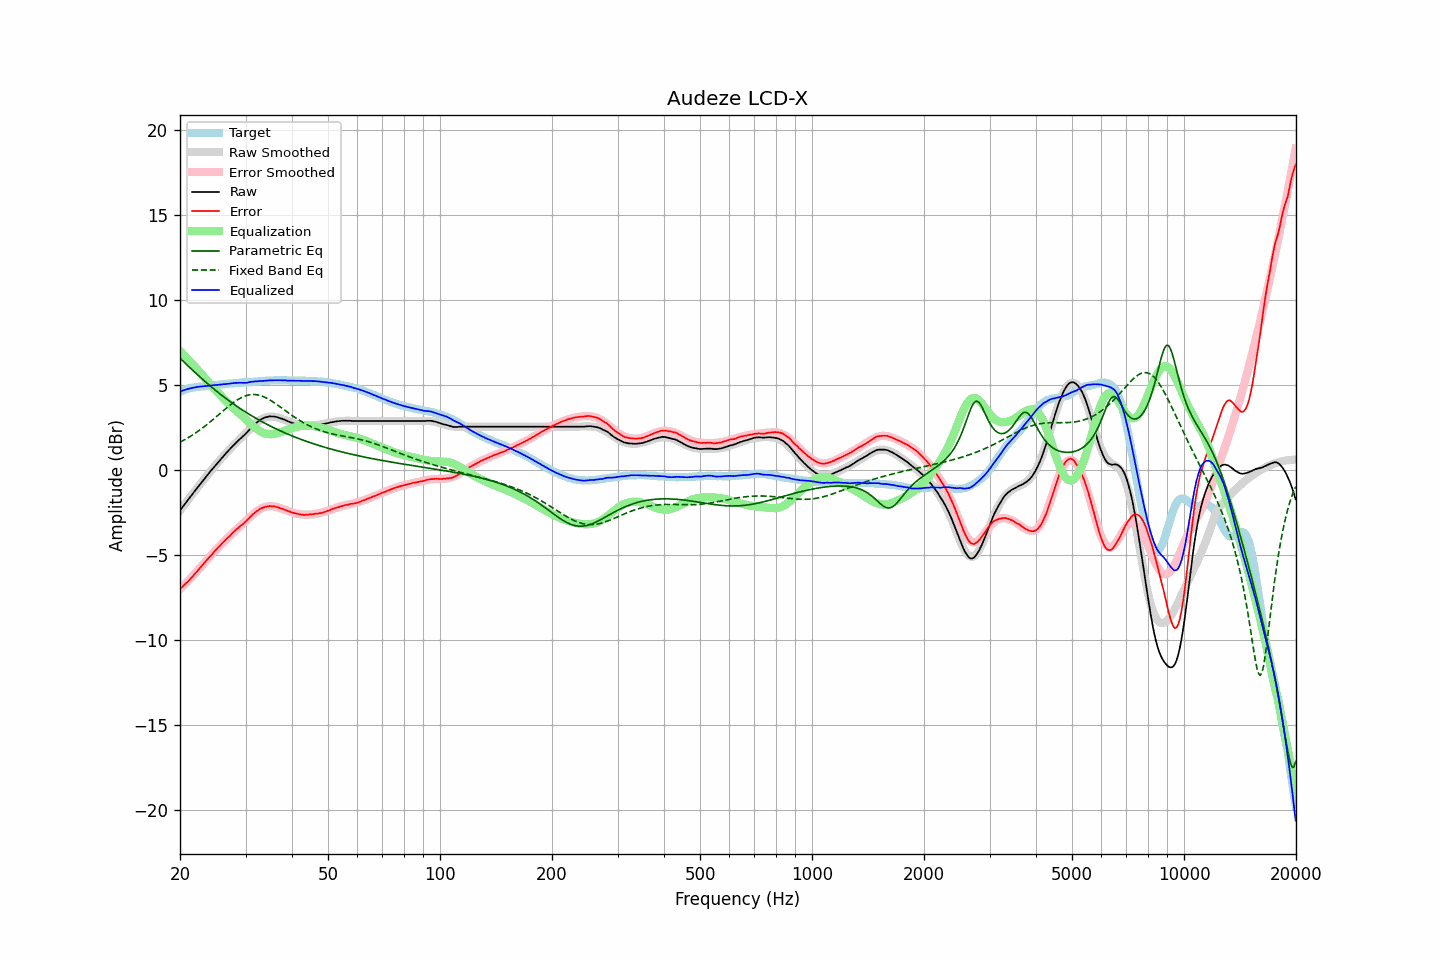 Audeze LCD-X
Target
Raw Smoothed
Error Smoothed
Raw
Error
Equalization
Parametric Eq
Fixed Band Eq
Equalized
Amplitude (dBr)
20
15
10
5
0
−5
−10
−15
−20
20 50 100 200 500 1000 2000 5000 10000 20000
Frequency (Hz)